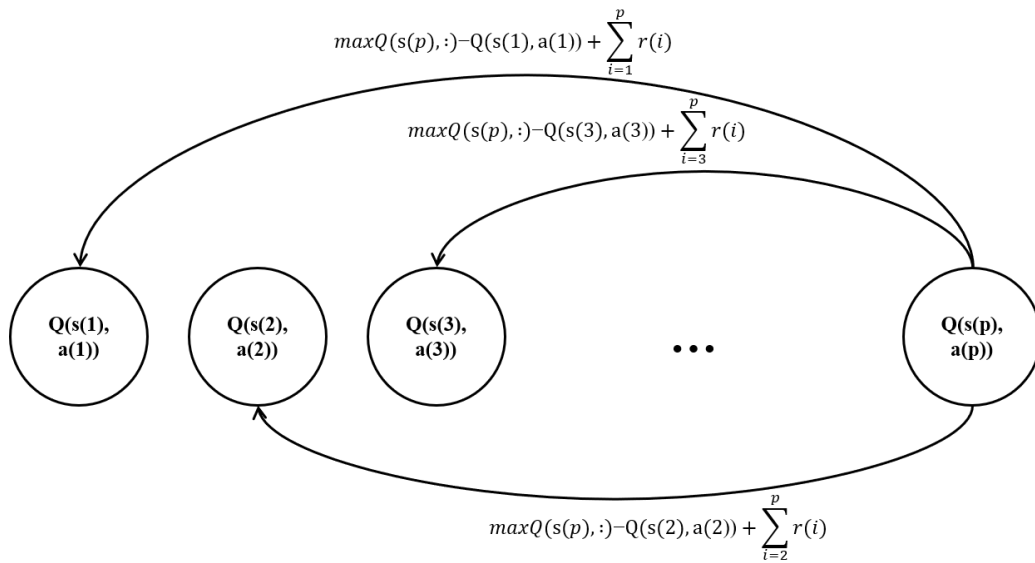 maxQ(s(p),:)−Q(s(1),a(1)) + ∑_{i=1}^{p} r(i)
maxQ(s(p),:)−Q(s(3),a(3)) + ∑_{i=3}^{p} r(i)
Q(s(1),
a(1))
Q(s(2),
a(2))
Q(s(3),
a(3))
...
Q(s(p),
a(p))
maxQ(s(p),:)−Q(s(2),a(2)) + ∑_{i=2}^{p} r(i)